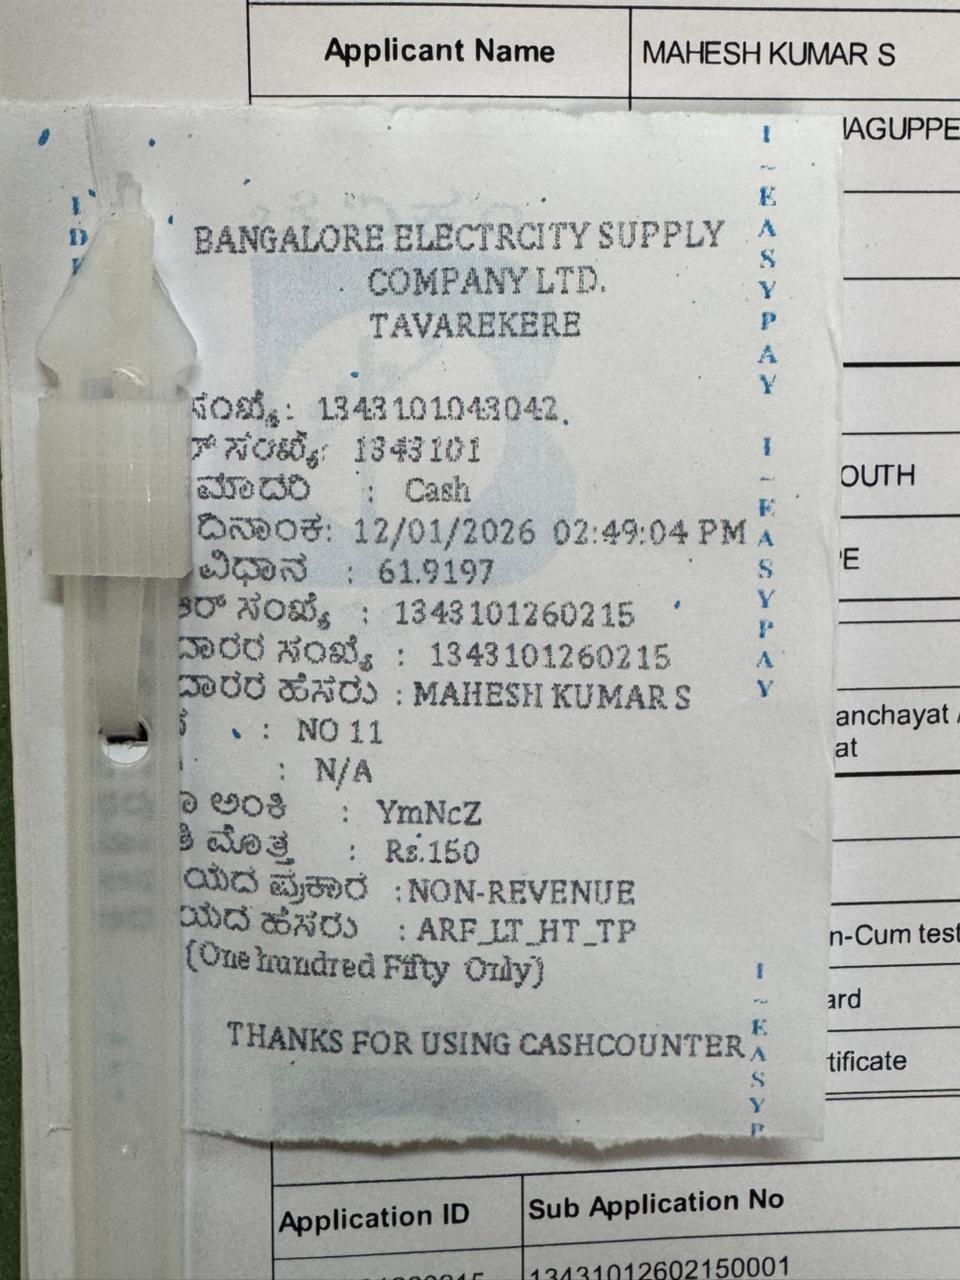 Applicant Name MAHESH KUMAR S
BANGALORE ELECTRCITY SUPPLY
COMPANY LTD.
TAVAREKERE
ಸಂಖ್ಯೆ: 1343101043042
ಸಂಖ್ಯೆ: 1343101
ಮಾದರಿ : Cash
ದಿನಾಂಕ: 12/01/2026 02:49:04 PM
ವಿಧಾನ : 61.9197
ಆರ್ ಸಂಖ್ಯೆ : 1343101260215
ದಾರರ ಸಂಖ್ಯೆ : 1343101260215
ದಾರರ ಹೆಸರು : MAHESH KUMAR S
: NO 11
: N/A
ಅಂಕಿ : YmNcZ
ಮೊತ್ತ : Rs.150
ಯದ ಪ್ರಕಾರ : NON-REVENUE
ಯದ ಹೆಸರು : ARF_LT_HT_TP
(One hundred Fifty Only)
THANKS FOR USING CASHCOUNTER
I~EASYPAY
I~EASYPAY
I~EASYP
AGUPPE
OUTH
PE
anchayat /
at
n-Cum test
ard
tificate
Application ID Sub Application No
13431012602150001